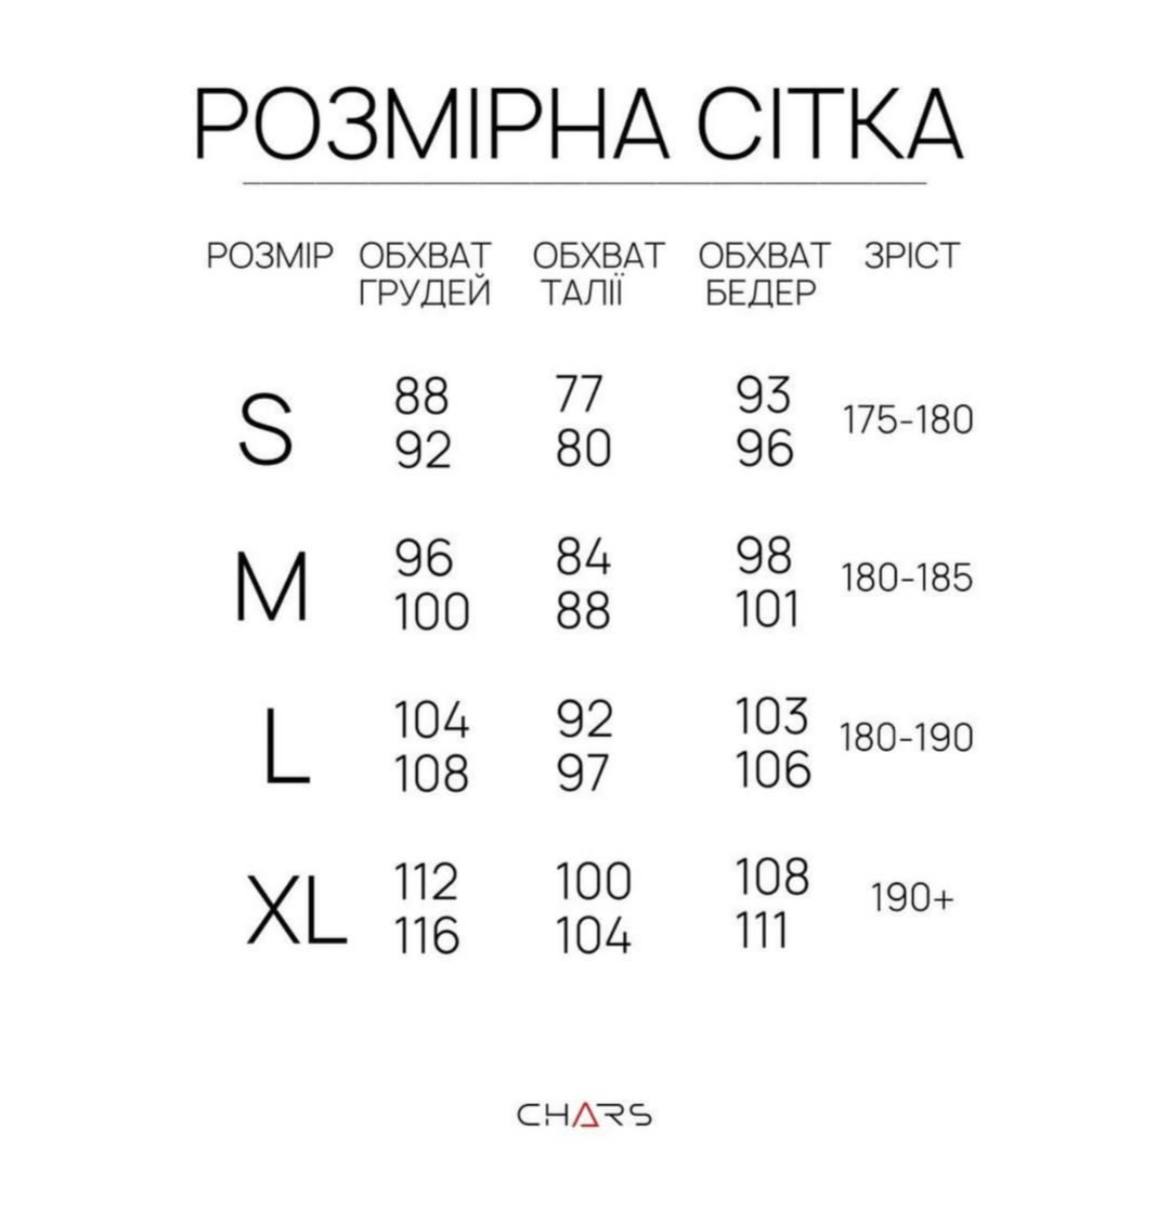 РОЗМІРНА СІТКА
РОЗМІР ОБХВАТ ОБХВАТ ОБХВАТ ЗРІСТ
ГРУДЕЙ ТАЛІЇ БЕДЕР
S 88 77 93 175-180
92 80 96
M 96 84 98 180-185
100 88 101
L 104 92 103 180-190
108 97 106
XL 112 100 108 190+
116 104 111
CHARS